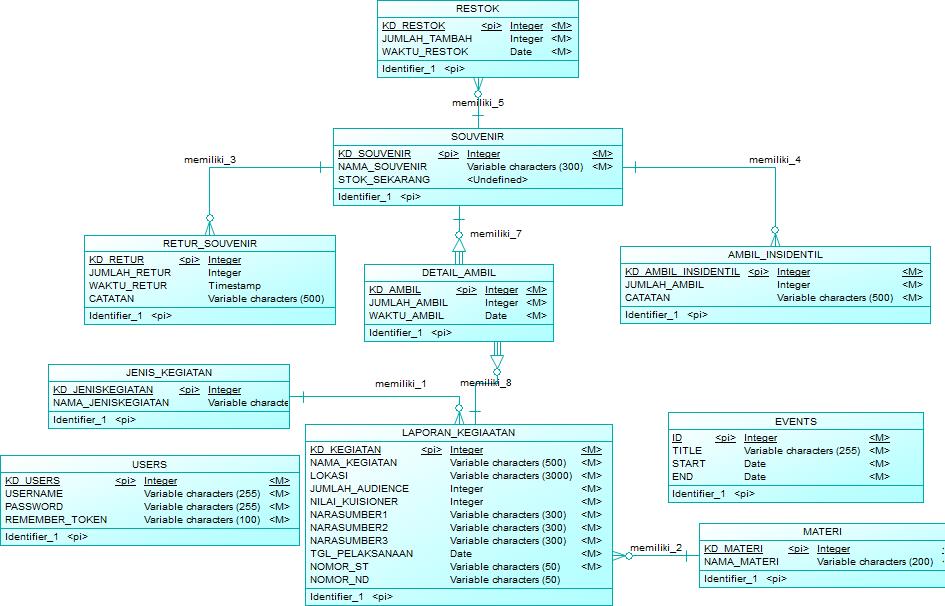 RESTOK
KD_RESTOK <pi> Integer <M>
JUMLAH_TAMBAH Integer <M>
WAKTU_RESTOK Date <M>
Identifier_1 <pi>
memiliki_5
SOUVENIR
KD_SOUVENIR <pi> Integer <M>
NAMA_SOUVENIR Variable characters (300) <M>
STOK_SEKARANG <Undefined>
Identifier_1 <pi>
memiliki_3
memiliki_4
memiliki_7
RETUR_SOUVENIR
KD_RETUR <pi> Integer
JUMLAH_RETUR Integer
WAKTU_RETUR Timestamp
CATATAN Variable characters (500)
Identifier_1 <pi>
DETAIL_AMBIL
KD_AMBIL <pi> Integer <M>
JUMLAH_AMBIL Integer <M>
WAKTU_AMBIL Date <M>
Identifier_1 <pi>
AMBIL_INSIDENTIL
KD_AMBIL_INSIDENTIL <pi> Integer <M>
JUMLAH_AMBIL Integer <M>
CATATAN Variable characters (500) <M>
Identifier_1 <pi>
JENIS_KEGIATAN
KD_JENISKEGIATAN <pi> Integer
NAMA_JENISKEGIATAN Variable characte
Identifier_1 <pi>
memiliki_1
memiliki_8
LAPORAN_KEGIAATAN
KD_KEGIATAN <pi> Integer <M>
NAMA_KEGIATAN Variable characters (500) <M>
LOKASI Variable characters (3000) <M>
JUMLAH_AUDIENCE Integer <M>
NILAI_KUISIONER Integer <M>
NARASUMBER1 Variable characters (300) <M>
NARASUMBER2 Variable characters (300) <M>
NARASUMBER3 Variable characters (300) <M>
TGL_PELAKSANAAN Date <M>
NOMOR_ST Variable characters (50) <M>
NOMOR_ND Variable characters (50)
Identifier_1 <pi>
EVENTS
ID <pi> Integer <M>
TITLE Variable characters (255) <M>
START Date <M>
END Date <M>
Identifier_1 <pi>
USERS
KD_USERS <pi> Integer <M>
USERNAME Variable characters (255) <M>
PASSWORD Variable characters (255) <M>
REMEMBER_TOKEN Variable characters (100) <M>
Identifier_1 <pi>
memiliki_2
MATERI
KD_MATERI <pi> Integer
NAMA_MATERI Variable characters (200)
Identifier_1 <pi>